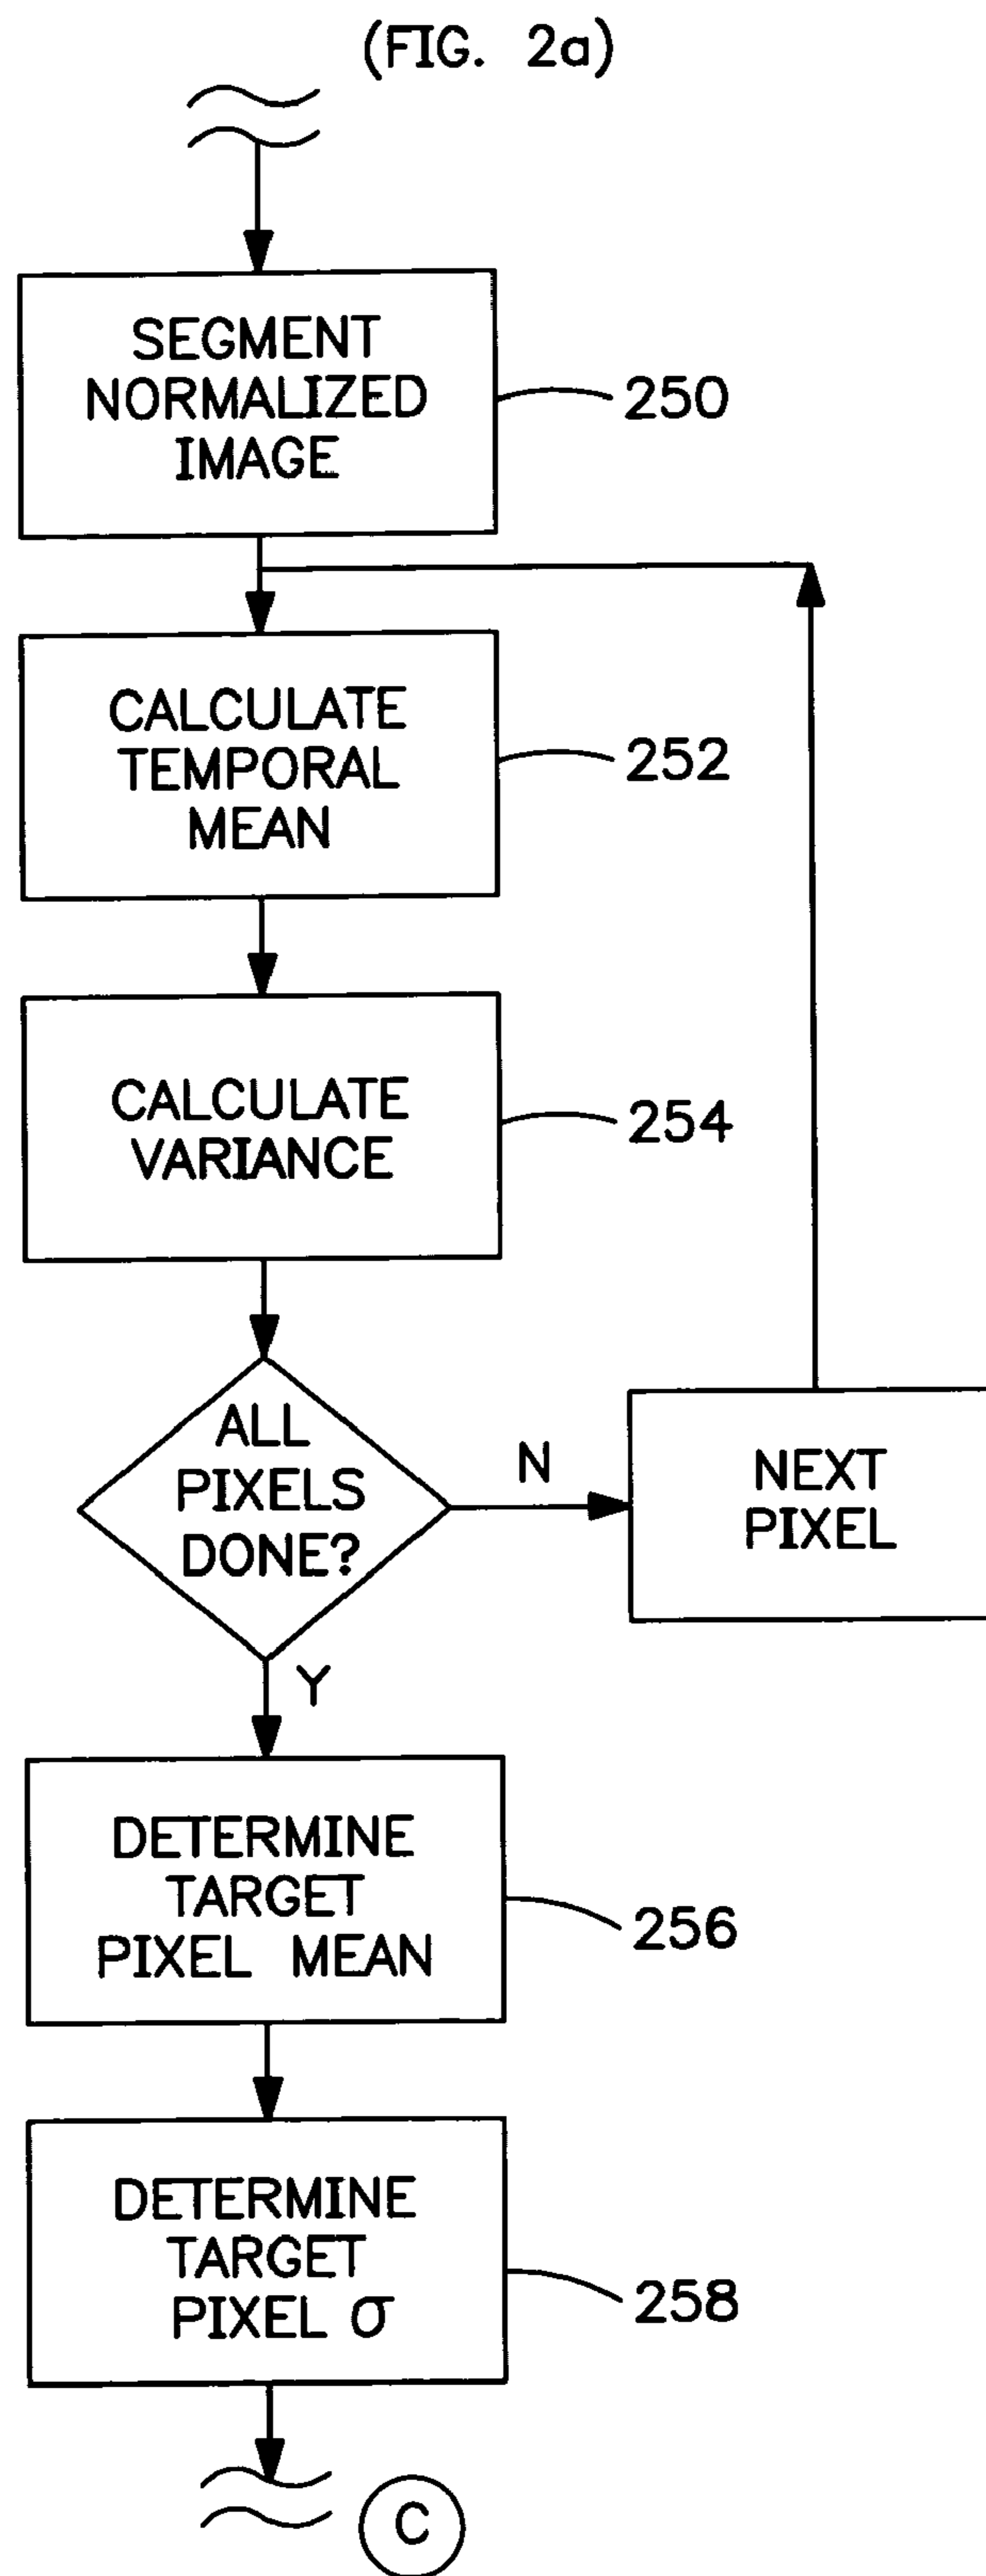 (FIG. 2a)
SEGMENT
NORMALIZED
IMAGE
250
CALCULATE
TEMPORAL
MEAN
252
CALCULATE
VARIANCE
254
ALL
PIXELS
DONE?
N
NEXT
PIXEL
Y
DETERMINE
TARGET
PIXEL MEAN
256
DETERMINE
TARGET
PIXEL σ
258
C